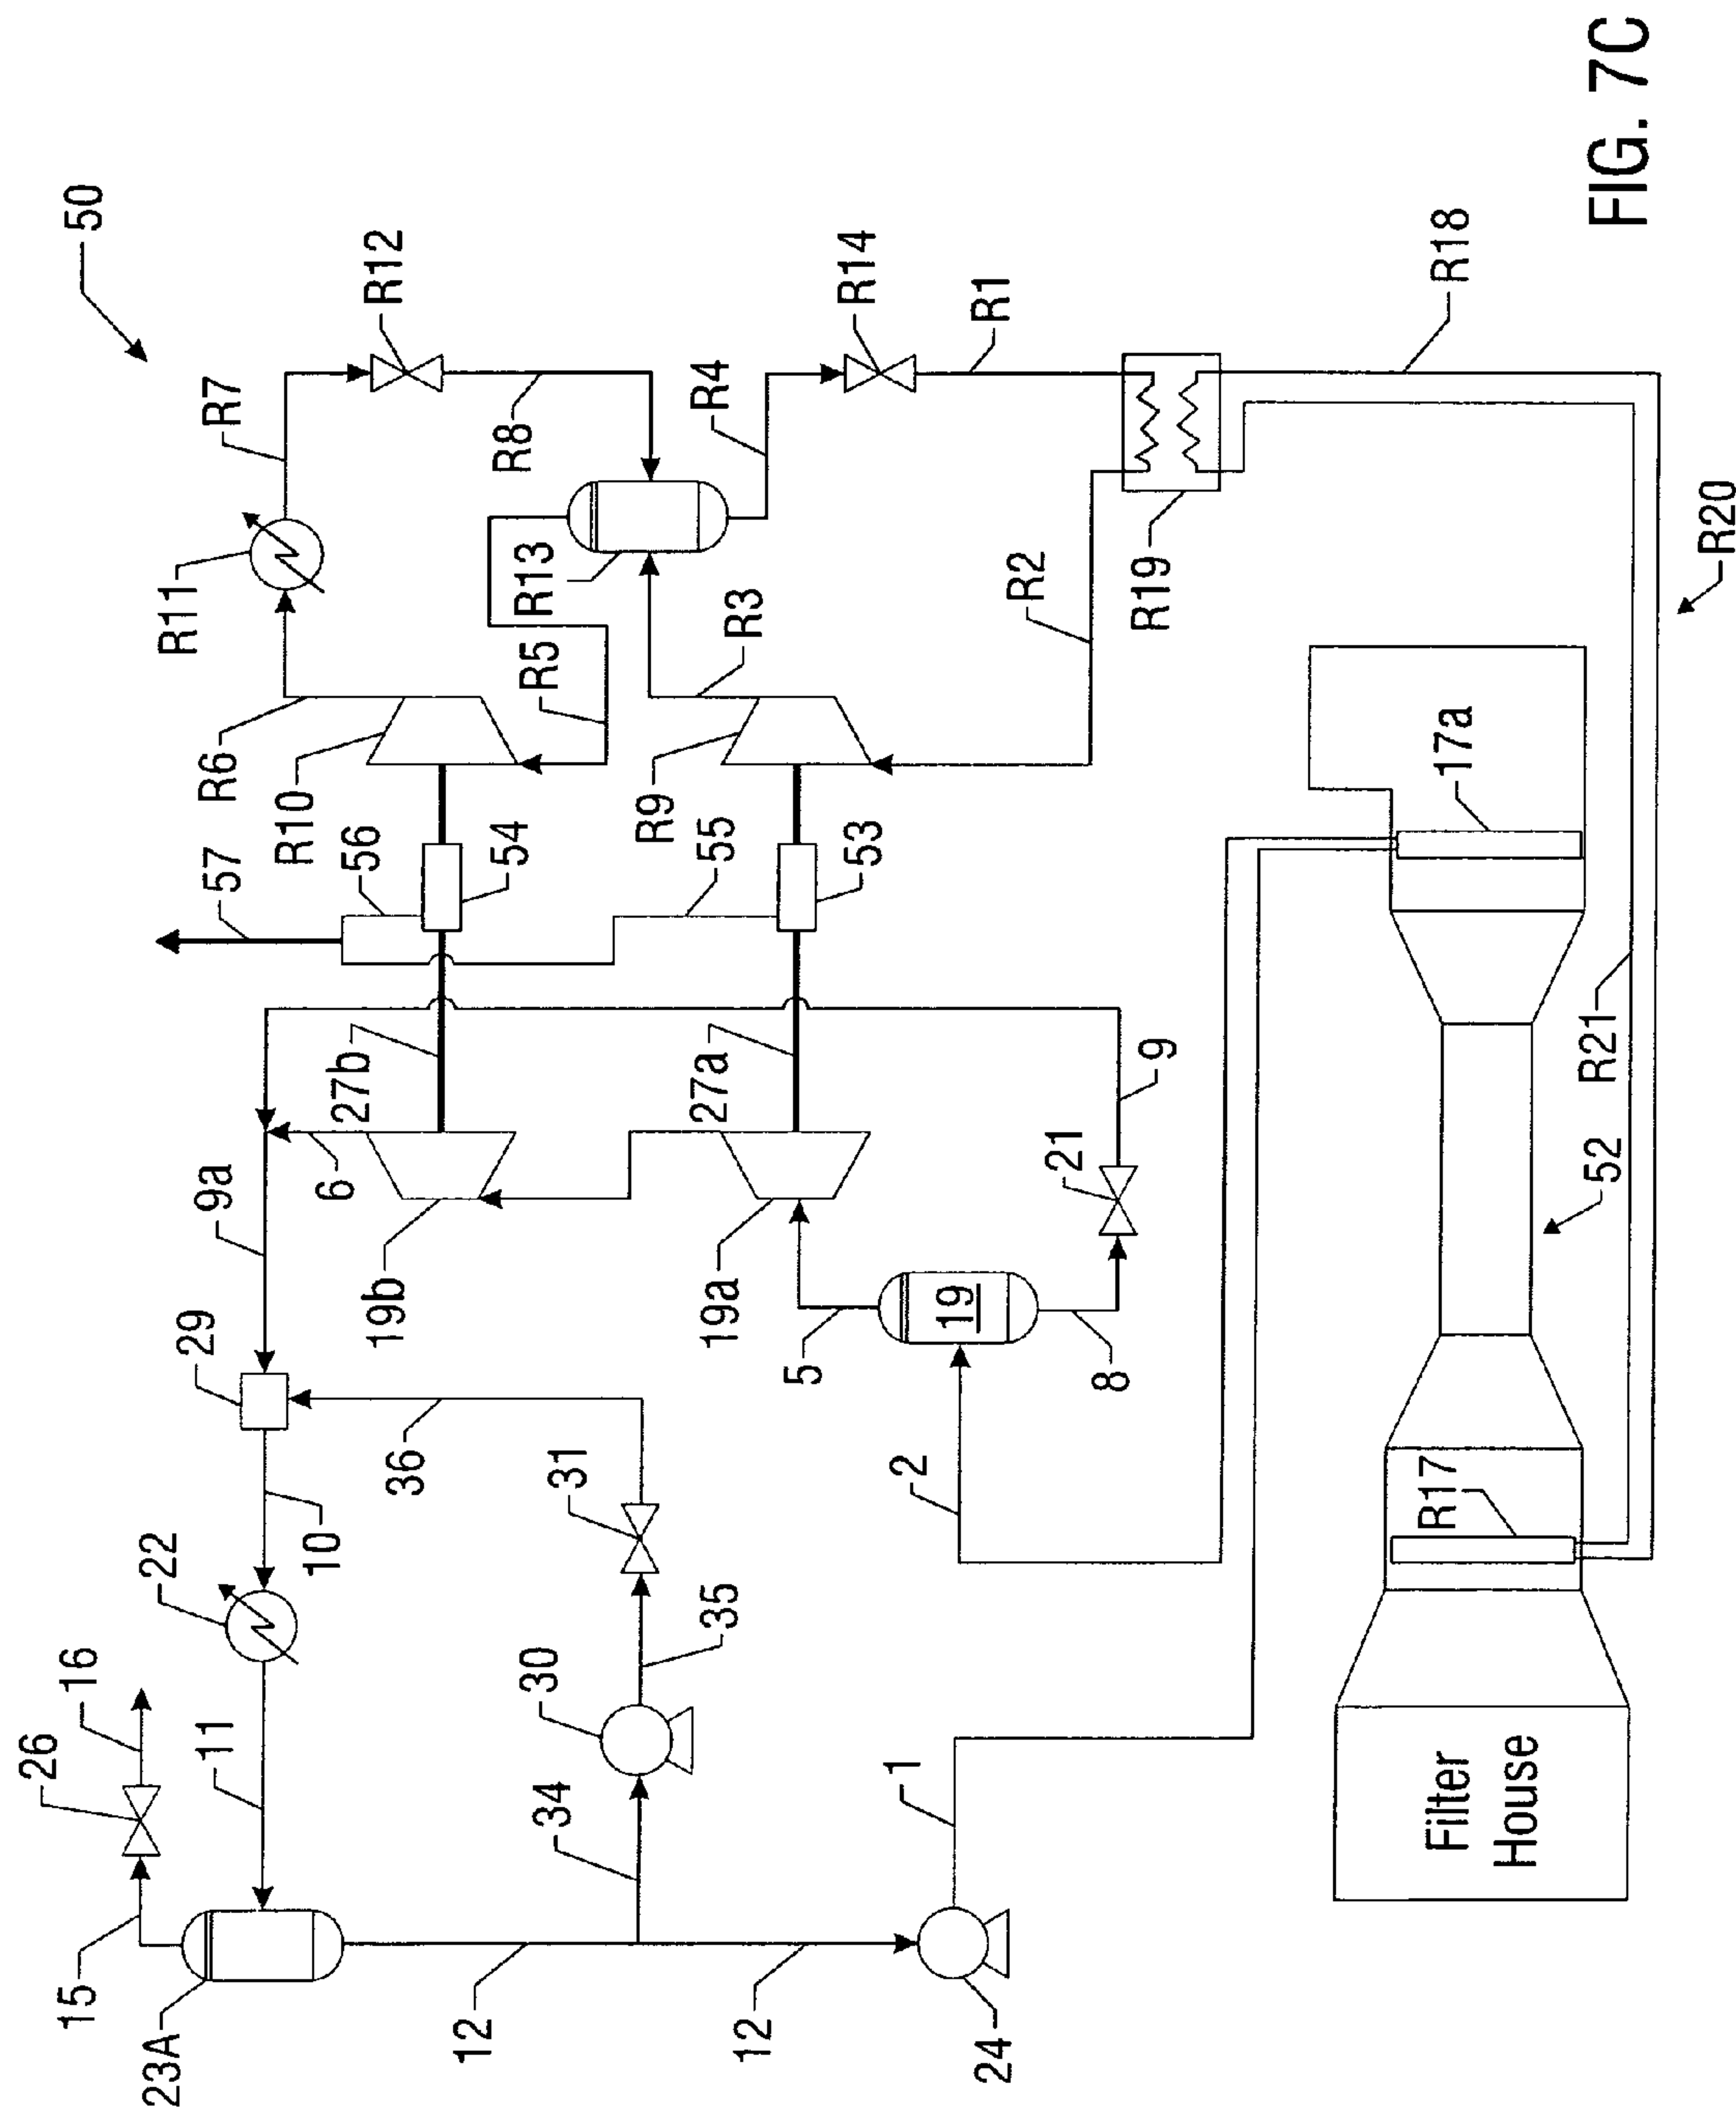 50
R7
R12
R11
R8
R4
R14
R1
R18
R13
R2
R19
R3
R5
R6
R10
R9
57
56
54
55
53
27b
27a
6
9a
9
19b
19a
21
29
19
5
8
36
31
2
10
22
35
30
16
26
11
34
1
15
23A
12
12
24
17a
R20
R21
52
R17
Filter
House
FIG. 7C